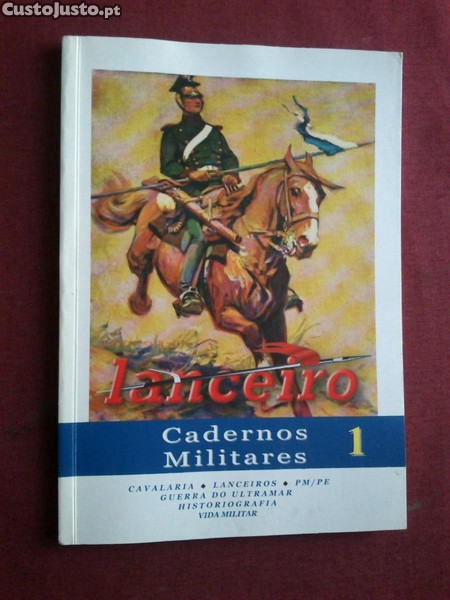 CustoJusto.pt
lanceiro
Cadernos
Militares 1
CAVALARIA ◆ LANCEIROS ◆ PM/PE
GUERRA DO ULTRAMAR
HISTORIOGRAFIA
VIDA MILITAR